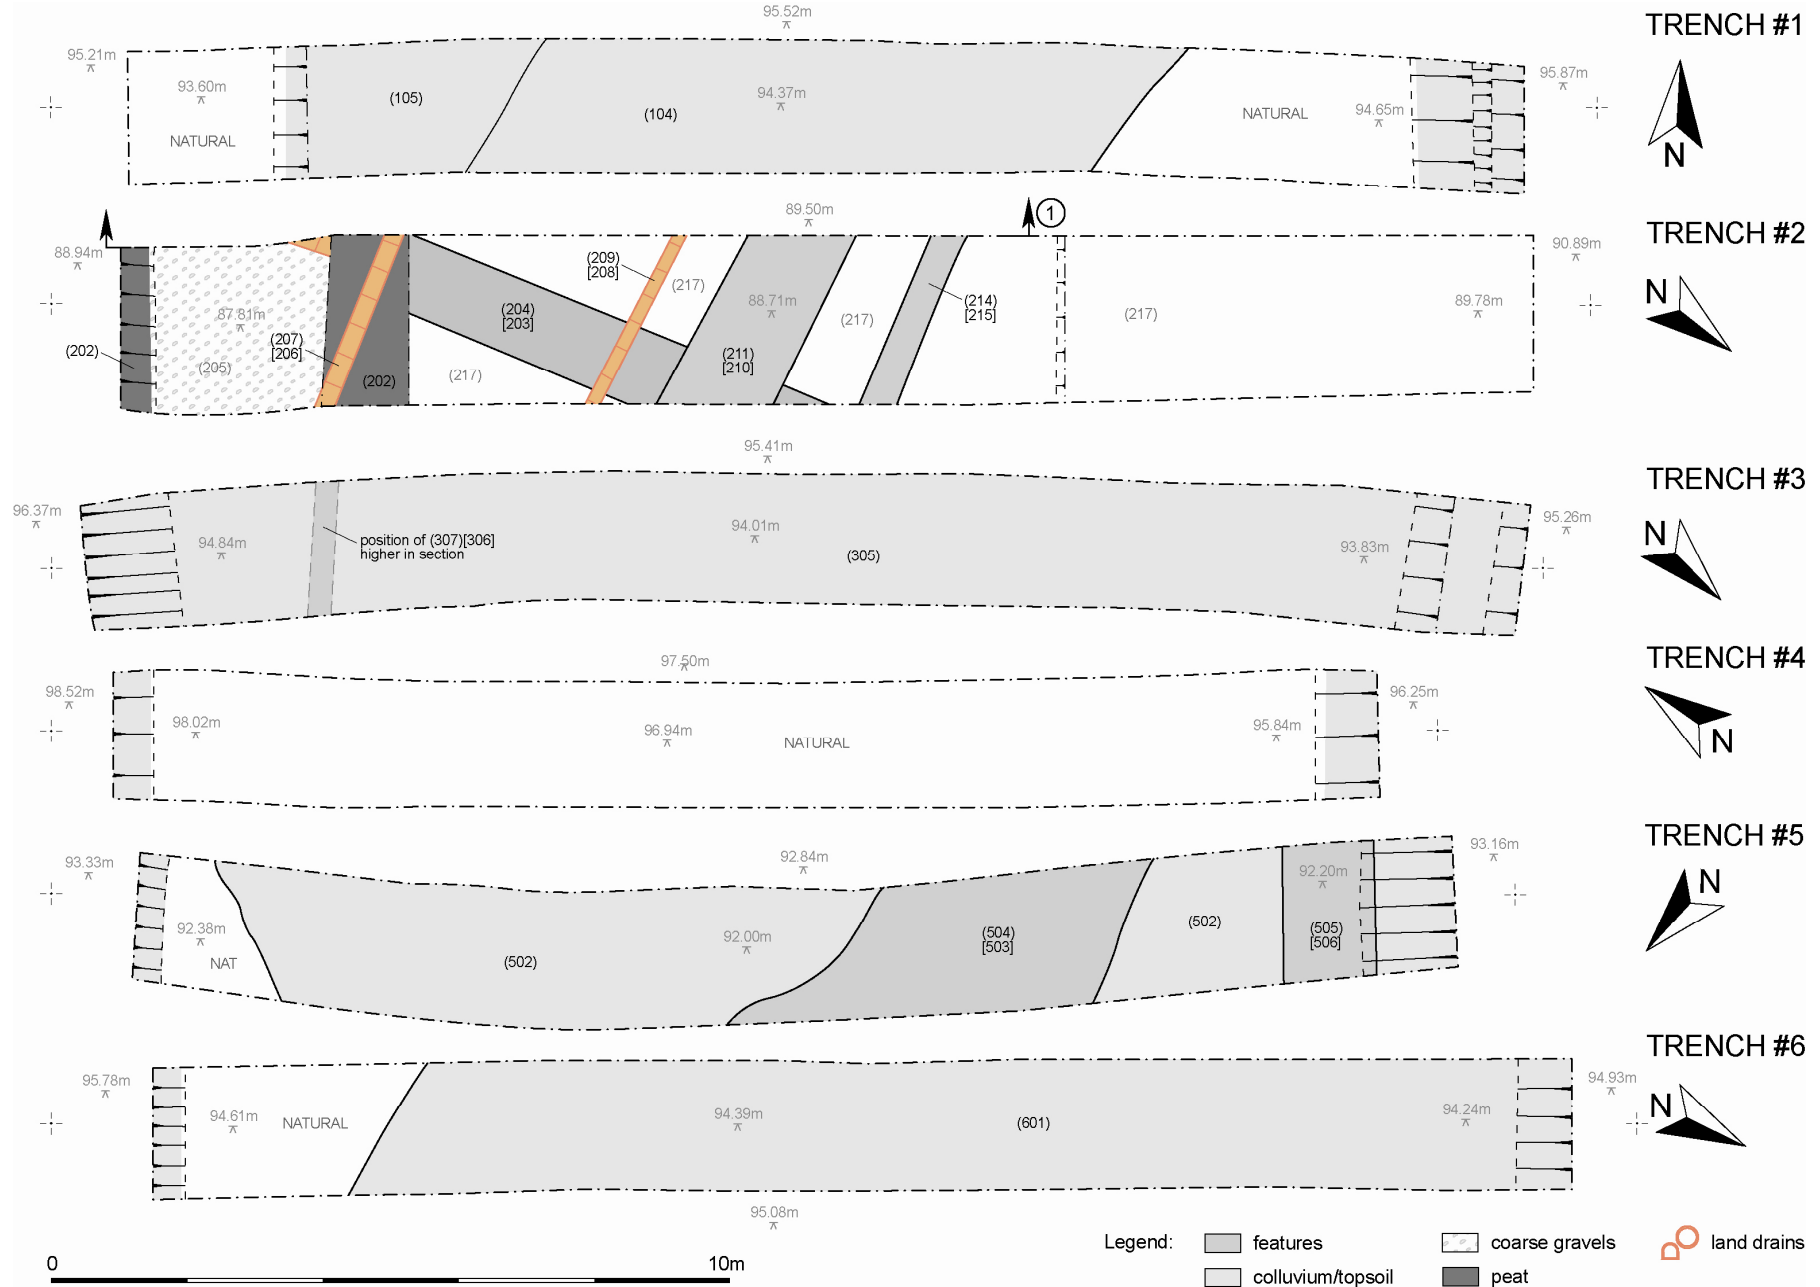 TRENCH #1
95.52m
95.21m
93.60m
NATURAL
(105)
(104)
94.37m
NATURAL
94.65m
95.87m
N
TRENCH #2
89.50m
1
88.94m
90.89m
87.81m
(202)
(205)
(207)
[206]
(202)
(217)
(204)
[203]
(209)
[208]
(217)
88.71m
(211)
[210]
(217)
(214)
[215]
(217)
89.78m
N
TRENCH #3
95.41m
96.37m
94.84m
position of (307)[306]
higher in section
94.01m
(305)
93.83m
95.26m
N
TRENCH #4
97.50m
98.52m
98.02m
96.94m
NATURAL
95.84m
96.25m
N
TRENCH #5
92.84m
93.33m
92.38m
NAT
(502)
92.00m
(504)
[503]
(502)
92.20m
(505)
[506]
93.16m
N
TRENCH #6
95.78m
94.61m
NATURAL
94.39m
(601)
94.24m
94.93m
N
95.08m
0
10m
Legend:
features
colluvium/topsoil
coarse gravels
peat
land drains